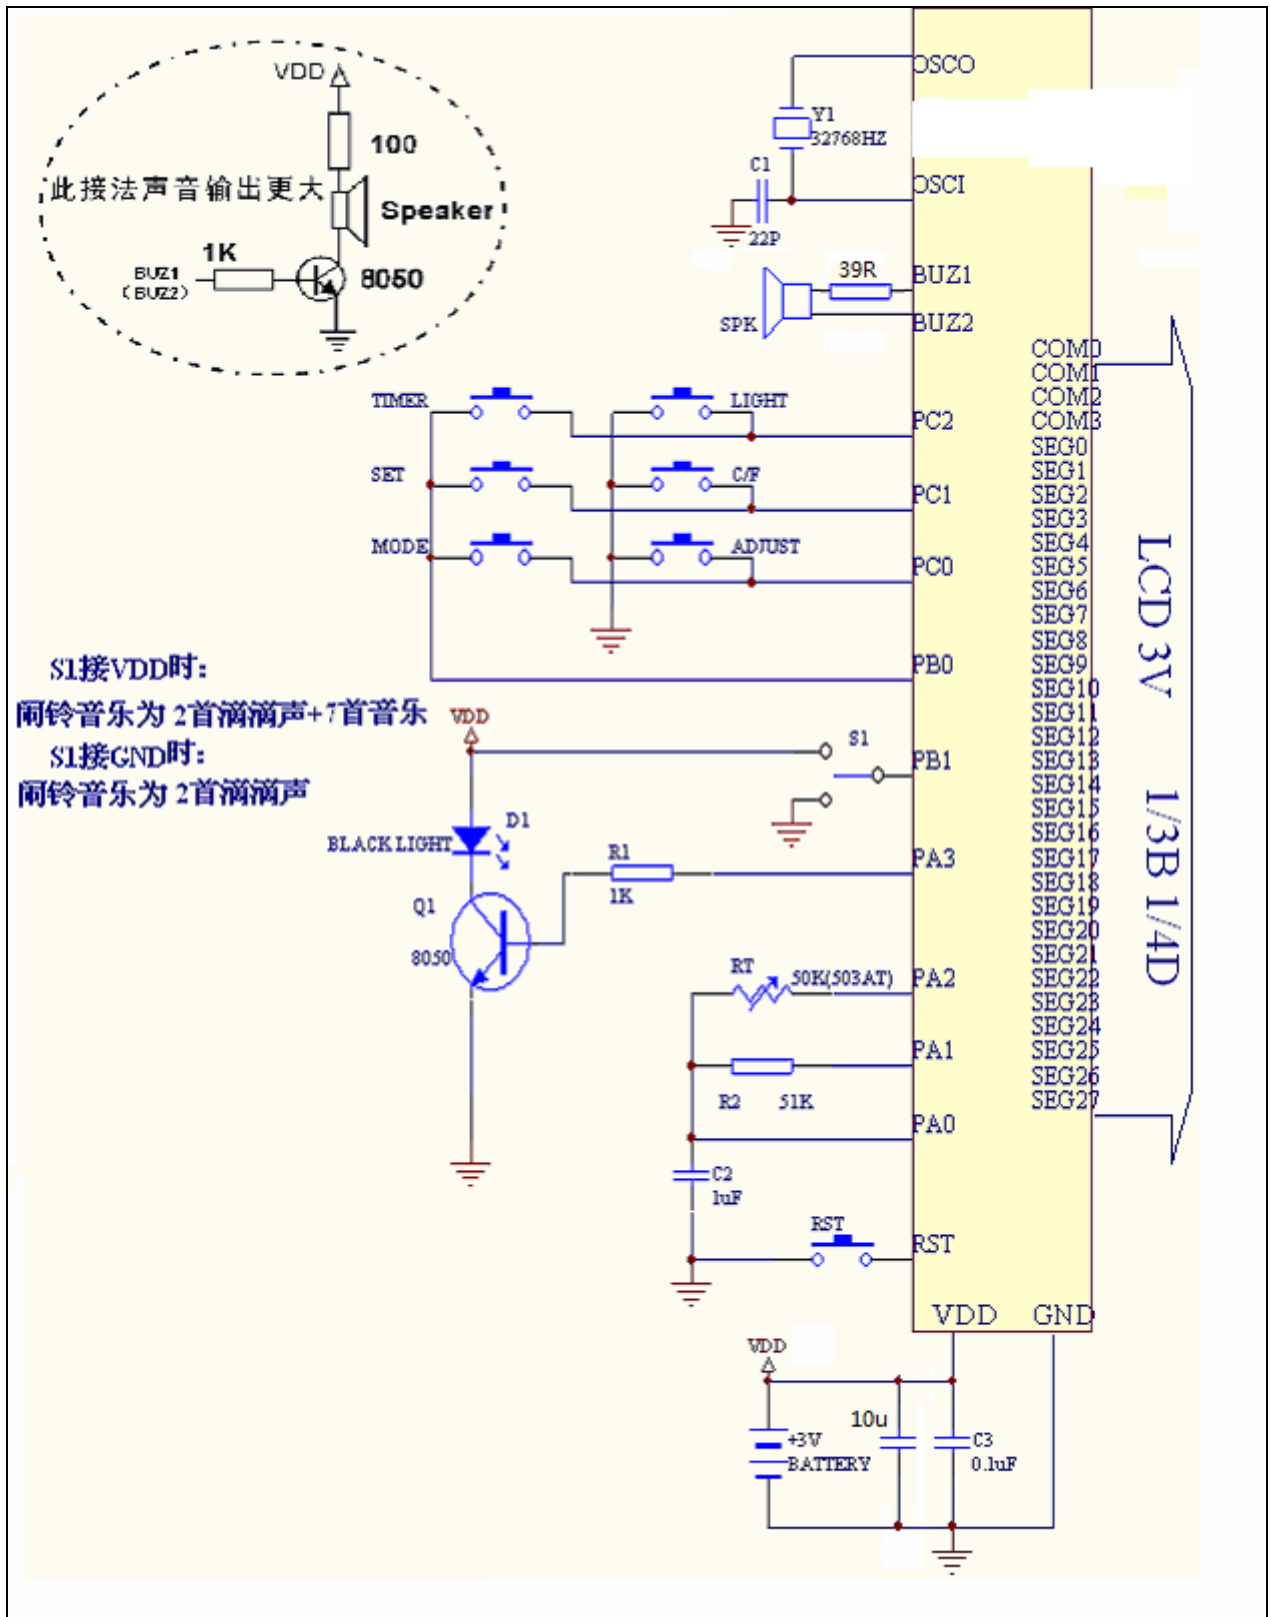 VDD
100
此接法声音输出更大
Speaker
1K
BUZ1
(BUZ2)
8050
OSCO
Y1
32768HZ
C1
OSCI
22P
39R
BUZ1
SPK
BUZ2
COM0
COM1
COM2
COM3
SEG0
SEG1
SEG2
SEG3
SEG4
SEG5
SEG6
SEG7
SEG8
SEG9
SEG10
SEG11
SEG12
SEG13
SEG14
SEG15
SEG16
SEG17
SEG18
SEG19
SEG20
SEG21
SEG22
SEG23
SEG24
SEG25
SEG26
SEG27
LCD 3V 1/3B 1/4D
TIMER
LIGHT
PC2
SET
C/F
PC1
MODE
ADJUST
PC0
PB0
S1接VDD时:
闹铃音乐为 2首滴滴声+7首音乐
S1接GND时:
闹铃音乐为 2首滴滴声
VDD
S1
PB1
D1
BLACKLIGHT
R1
1K
PA3
Q1
8050
RT
50K(503AT)
PA2
PA1
R2 51K
PA0
C2
1uF
RST
RST
VDD GND
VDD
+3V
BATTERY
10u
C3
0.1uF